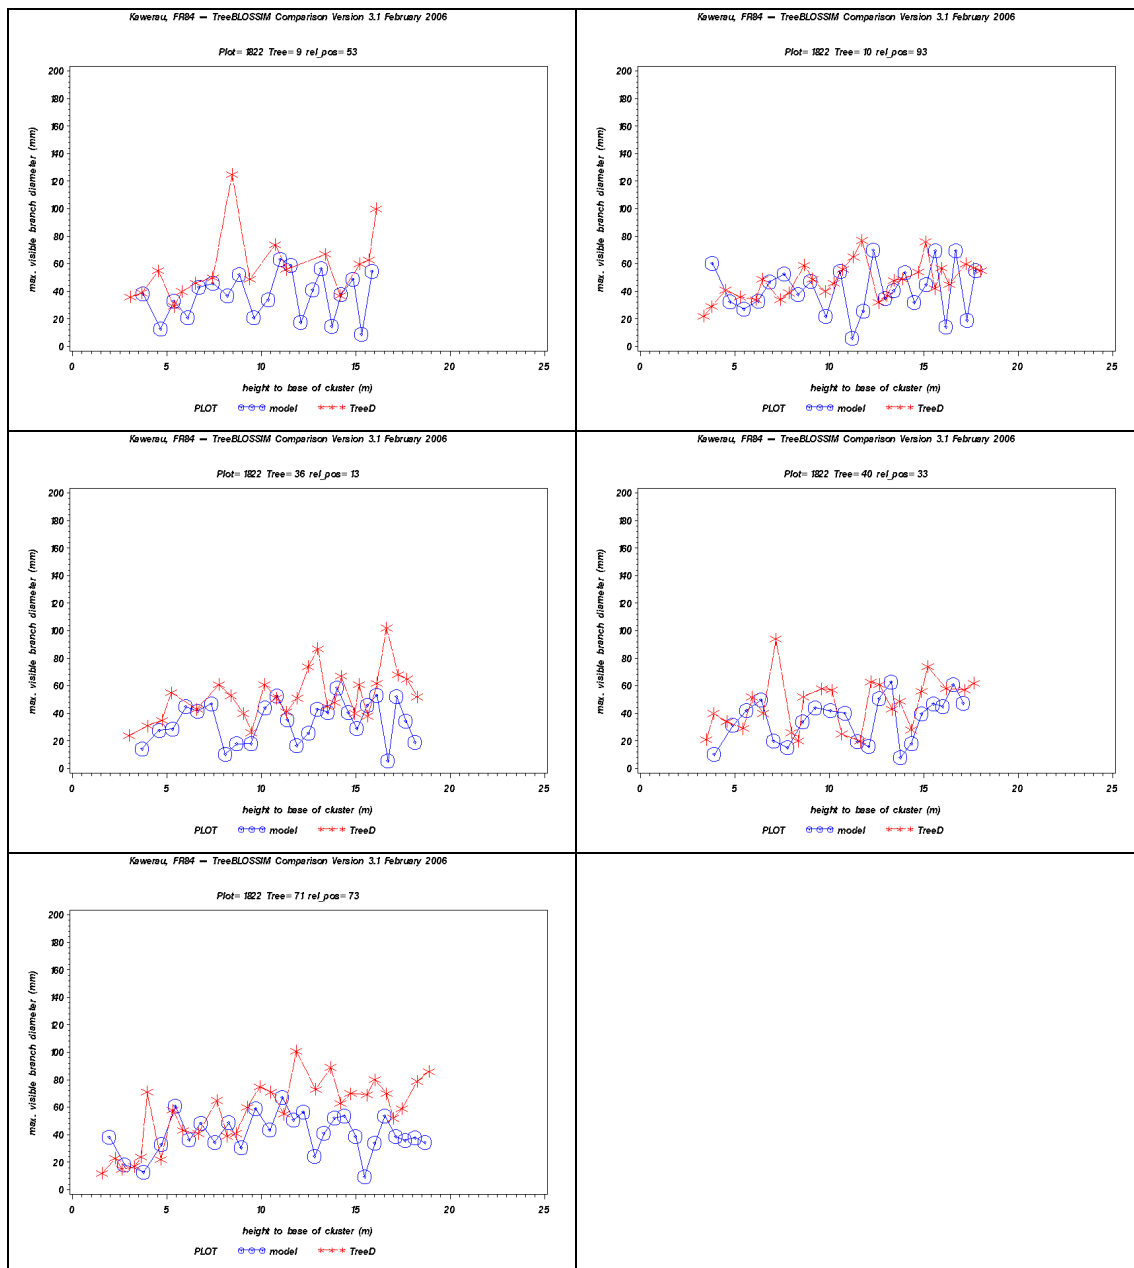 Kawerau, FR84 — TreeBLOSSIM Comparison Version 3.1 February 2006
Plot= 1822 Tree= 9 rel_pos= 53
max. visible branch diameter (mm)
200
180
160
140
120
100
80
60
40
20
0
0 5 10 15 20 25
height to base of cluster (m)
PLOT model TreeD
Kawerau, FR84 — TreeBLOSSIM Comparison Version 3.1 February 2006
Plot= 1822 Tree= 10 rel_pos= 93
max. visible branch diameter (mm)
200
180
160
140
120
100
80
60
40
20
0
0 5 10 15 20 25
height to base of cluster (m)
PLOT model TreeD
Kawerau, FR84 — TreeBLOSSIM Comparison Version 3.1 February 2006
Plot= 1822 Tree= 36 rel_pos= 13
max. visible branch diameter (mm)
200
180
160
140
120
100
80
60
40
20
0
0 5 10 15 20 25
height to base of cluster (m)
PLOT model TreeD
Kawerau, FR84 — TreeBLOSSIM Comparison Version 3.1 February 2006
Plot= 1822 Tree= 40 rel_pos= 33
max. visible branch diameter (mm)
200
180
160
140
120
100
80
60
40
20
0
0 5 10 15 20 25
height to base of cluster (m)
PLOT model TreeD
Kawerau, FR84 — TreeBLOSSIM Comparison Version 3.1 February 2006
Plot= 1822 Tree= 71 rel_pos= 73
max. visible branch diameter (mm)
200
180
160
140
120
100
80
60
40
20
0
0 5 10 15 20 25
height to base of cluster (m)
PLOT model TreeD